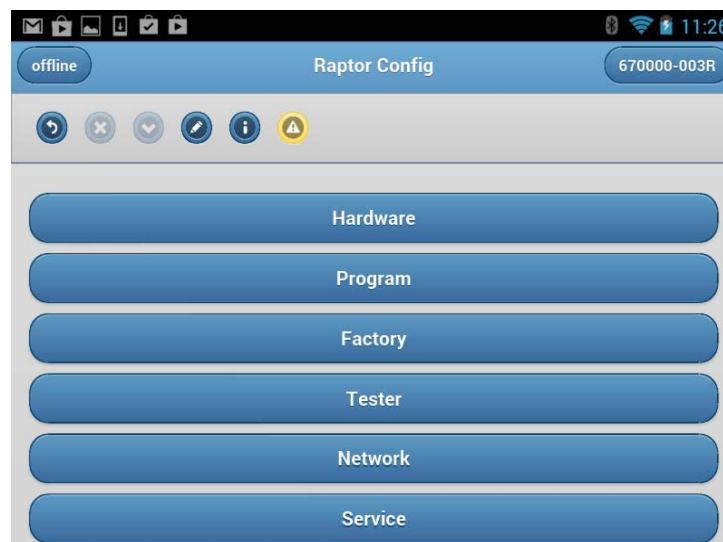 11:26
offline Raptor Config 670000-003R
Hardware
Program
Factory
Tester
Network
Service